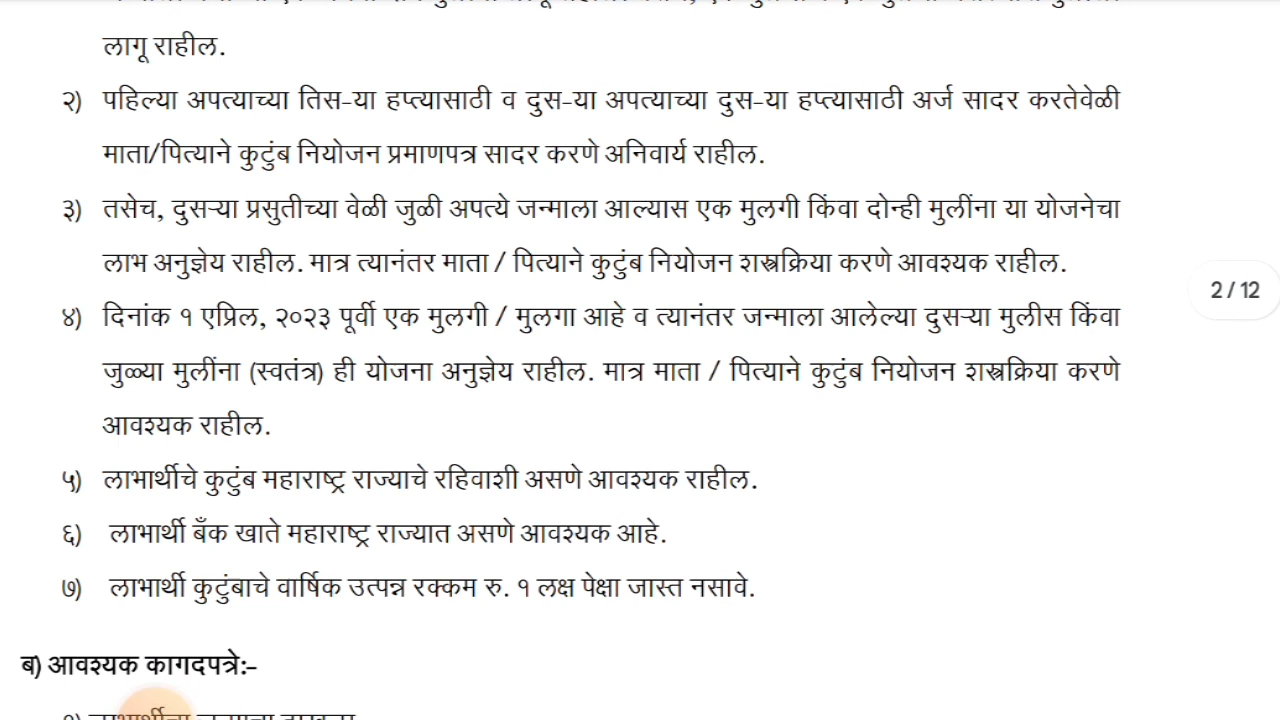 लागू राहील.
२) पहिल्या अपत्याच्या तिस-या हप्त्यासाठी व दुस-या अपत्याच्या दुस-या हप्त्यासाठी अर्ज सादर करतेवेळी
माता/पित्याने कुटुंब नियोजन प्रमाणपत्र सादर करणे अनिवार्य राहील.
३) तसेच, दुसऱ्या प्रसुतीच्या वेळी जुळी अपत्ये जन्माला आल्यास एक मुलगी किंवा दोन्ही मुलींना या योजनेचा
लाभ अनुज्ञेय राहील. मात्र त्यानंतर माता / पित्याने कुटुंब नियोजन शस्त्रक्रिया करणे आवश्यक राहील.
2 / 12
४) दिनांक १ एप्रिल, २०२३ पूर्वी एक मुलगी / मुलगा आहे व त्यानंतर जन्माला आलेल्या दुसऱ्या मुलीस किंवा
जुळ्या मुलींना (स्वतंत्र) ही योजना अनुज्ञेय राहील. मात्र माता / पित्याने कुटुंब नियोजन शस्त्रक्रिया करणे
आवश्यक राहील.
५) लाभार्थीचे कुटुंब महाराष्ट्र राज्याचे रहिवाशी असणे आवश्यक राहील.
६) लाभार्थी बँक खाते महाराष्ट्र राज्यात असणे आवश्यक आहे.
७) लाभार्थी कुटुंबाचे वार्षिक उत्पन्न रक्कम रु. १ लक्ष पेक्षा जास्त नसावे.
ब) आवश्यक कागदपत्रे:-